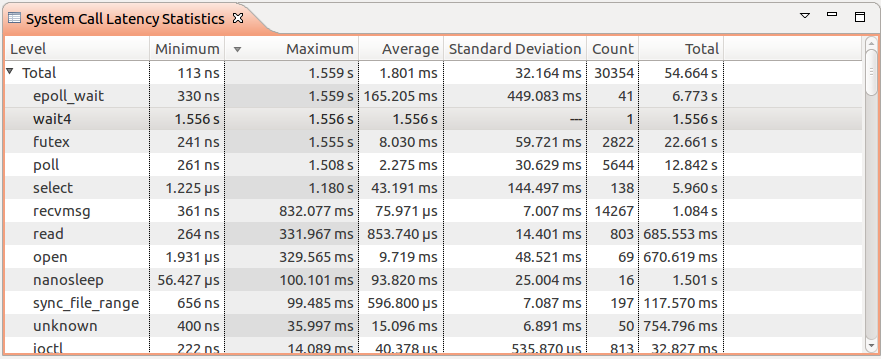 System Call Latency Statistics
Level Minimum Maximum Average Standard Deviation Count Total
Total 113 ns 1.559 s 1.801 ms 32.164 ms 30354 54.664 s
epoll_wait 330 ns 1.559 s 165.205 ms 449.083 ms 41 6.773 s
wait4 1.556 s 1.556 s 1.556 s --- 1 1.556 s
futex 241 ns 1.555 s 8.030 ms 59.721 ms 2822 22.661 s
poll 261 ns 1.508 s 2.275 ms 30.629 ms 5644 12.842 s
select 1.225 µs 1.180 s 43.191 ms 144.497 ms 138 5.960 s
recvmsg 361 ns 832.077 ms 75.971 µs 7.007 ms 14267 1.084 s
read 264 ns 331.967 ms 853.740 µs 14.401 ms 803 685.553 ms
open 1.931 µs 329.565 ms 9.719 ms 48.521 ms 69 670.619 ms
nanosleep 56.427 µs 100.101 ms 93.820 ms 25.004 ms 16 1.501 s
sync_file_range 656 ns 99.485 ms 596.800 µs 7.087 ms 197 117.570 ms
unknown 400 ns 35.997 ms 15.096 ms 6.891 ms 50 754.796 ms
ioctl 222 ns 14.089 ms 40.378 µs 535.870 µs 813 32.827 ms